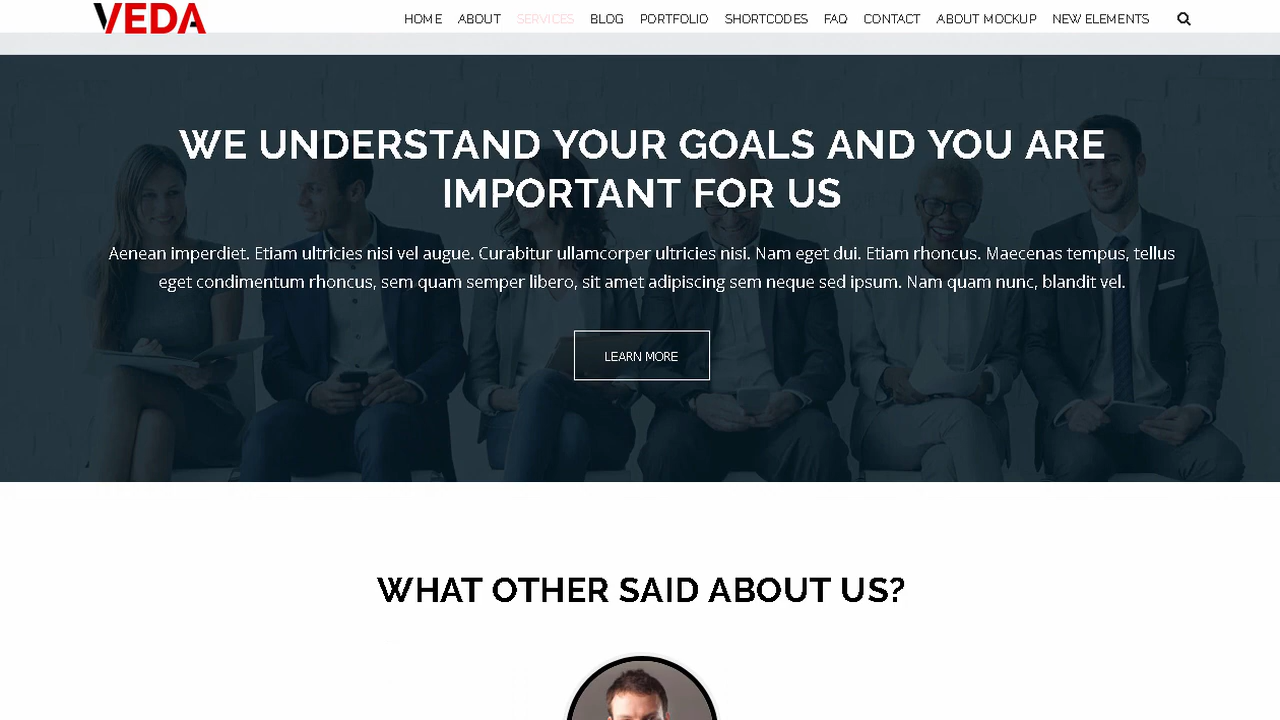 VEDA
HOME ABOUT SERVICES BLOG PORTFOLIO SHORTCODES FAQ CONTACT ABOUT MOCKUP NEW ELEMENTS
WE UNDERSTAND YOUR GOALS AND YOU ARE
IMPORTANT FOR US
Aenean imperdiet. Etiam ultricies nisi vel augue. Curabitur ullamcorper ultricies nisi. Nam eget dui. Etiam rhoncus. Maecenas tempus, tellus
eget condimentum rhoncus, sem quam semper libero, sit amet adipiscing sem neque sed ipsum. Nam quam nunc, blandit vel.
LEARN MORE
WHAT OTHER SAID ABOUT US?